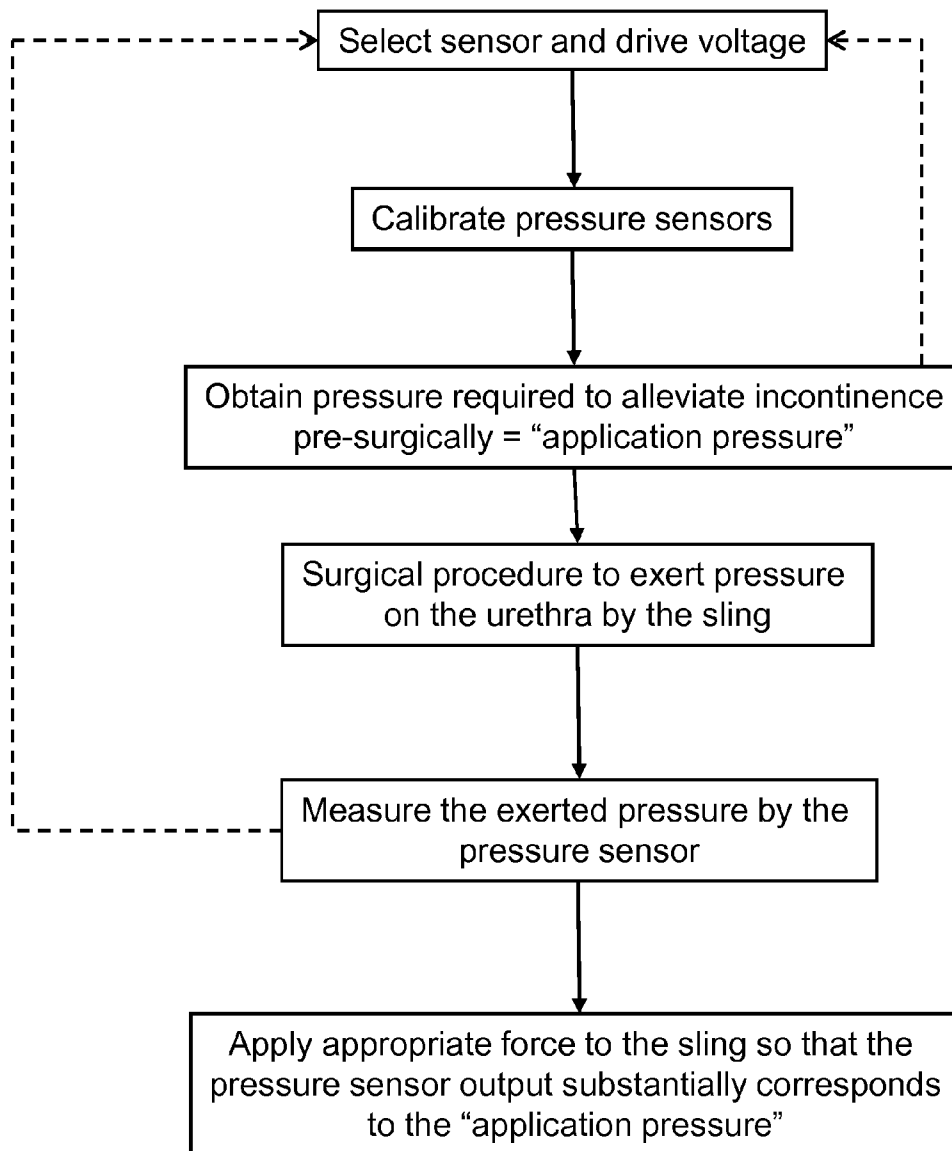 Select sensor and drive voltage
Calibrate pressure sensors
Obtain pressure required to alleviate incontinence
pre-surgically = “application pressure”
Surgical procedure to exert pressure
on the urethra by the sling
Measure the exerted pressure by the
pressure sensor
Apply appropriate force to the sling so that the
pressure sensor output substantially corresponds
to the “application pressure”